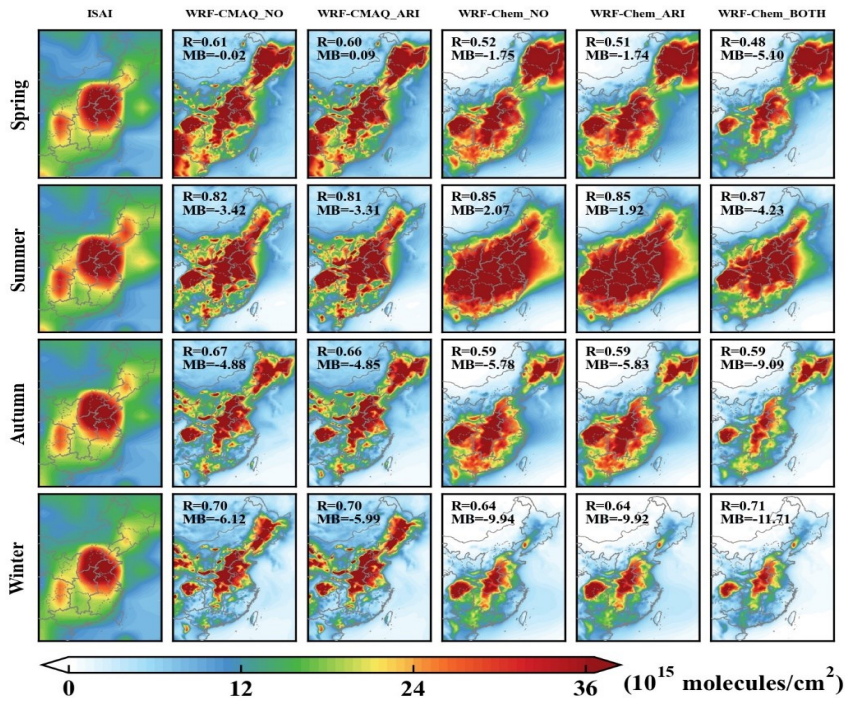 ISAI WRF-CMAQ_NO WRF-CMAQ_ARI WRF-Chem_NO WRF-Chem_ARI WRF-Chem_BOTH
Spring
R=0.61 R=0.60 R=0.52 R=0.51 R=0.48
MB=-0.02 MB=0.09 MB=-1.75 MB=-1.74 MB=-5.10
Summer
R=0.82 R=0.81 R=0.85 R=0.85 R=0.87
MB=-3.42 MB=-3.31 MB=2.07 MB=1.92 MB=-4.23
Autumn
R=0.67 R=0.66 R=0.59 R=0.59 R=0.59
MB=-4.88 MB=-4.85 MB=-5.78 MB=-5.83 MB=-9.09
Winter
R=0.70 R=0.70 R=0.64 R=0.64 R=0.71
MB=-6.12 MB=-5.99 MB=-9.94 MB=-9.92 MB=-11.71
0 12 24 36 (10¹⁵ molecules/cm²)